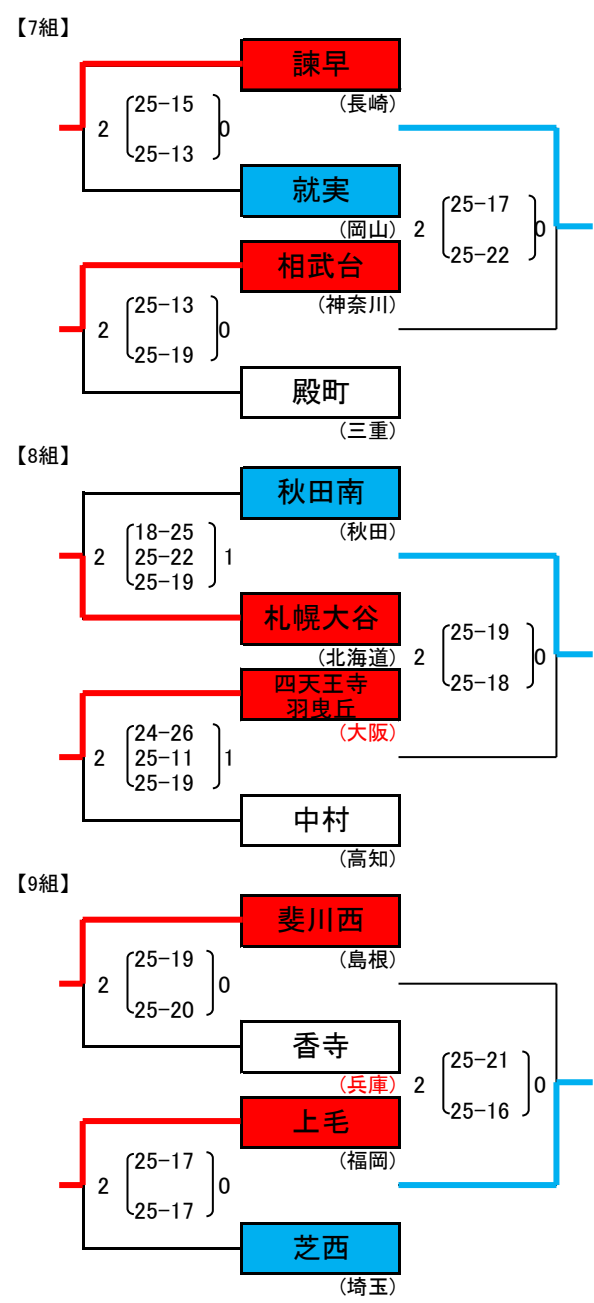 【7組】
諫早
(長崎)
2 25-15 0
25-13
就実
(岡山)
2 25-17 0
25-22
相武台
(神奈川)
2 25-13 0
25-19
殿町
(三重)
【8組】
秋田南
(秋田)
18-25
2 25-22 1
25-19
札幌大谷
(北海道)
2 25-19 0
25-18
四天王寺
羽曳丘
(大阪)
24-26
2 25-11 1
25-19
中村
(高知)
【9組】
斐川西
(島根)
2 25-19 0
25-20
香寺
(兵庫)
2 25-21 0
25-16
上毛
(福岡)
2 25-17 0
25-17
芝西
(埼玉)